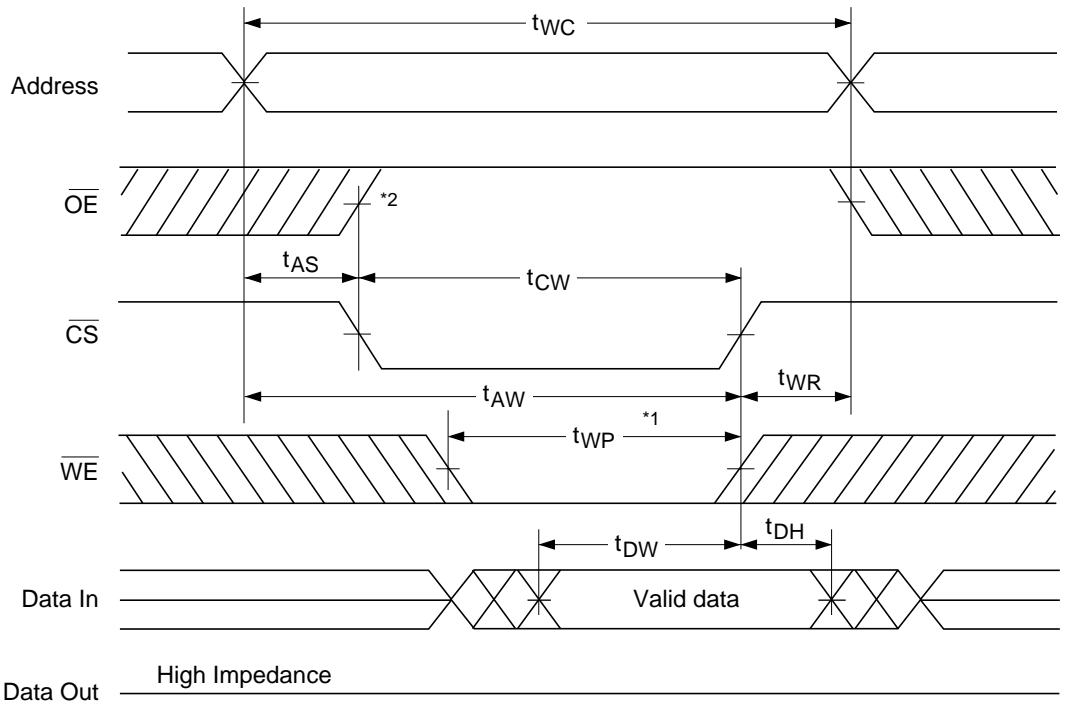 tWC
Address
OE
*2
tAS
tCW
CS
tAW
tWR
tWP *1
WE
tDW
tDH
Data In
Valid data
High Impedance
Data Out